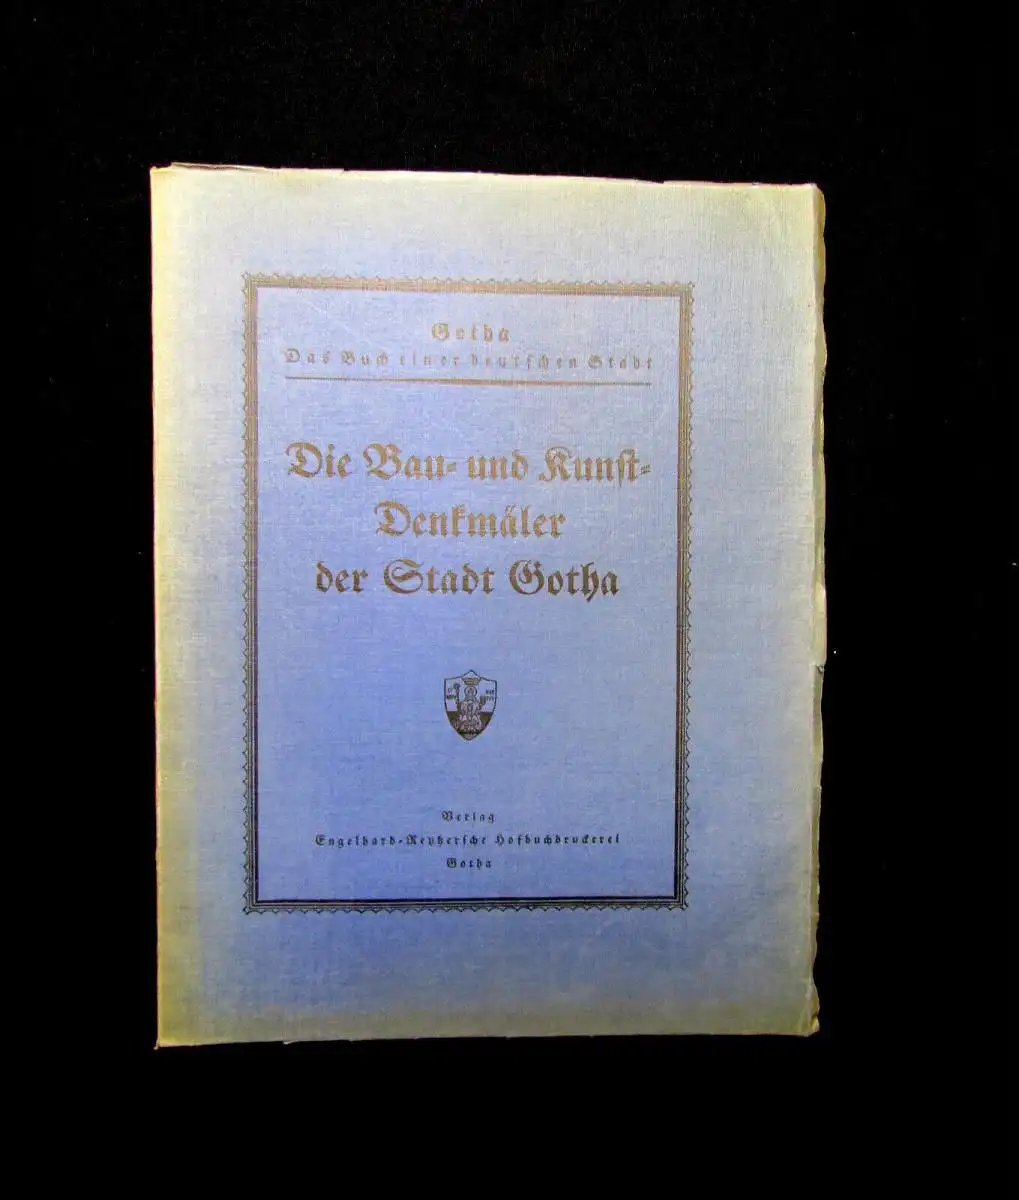 Gotha
Das Buch einer deutschen Stadt
Die Bau- und Kunst-
Denkmäler
der Stadt Gotha
Verlag
Engelhard-Reyhersche Hofbuchdruckerei
Gotha